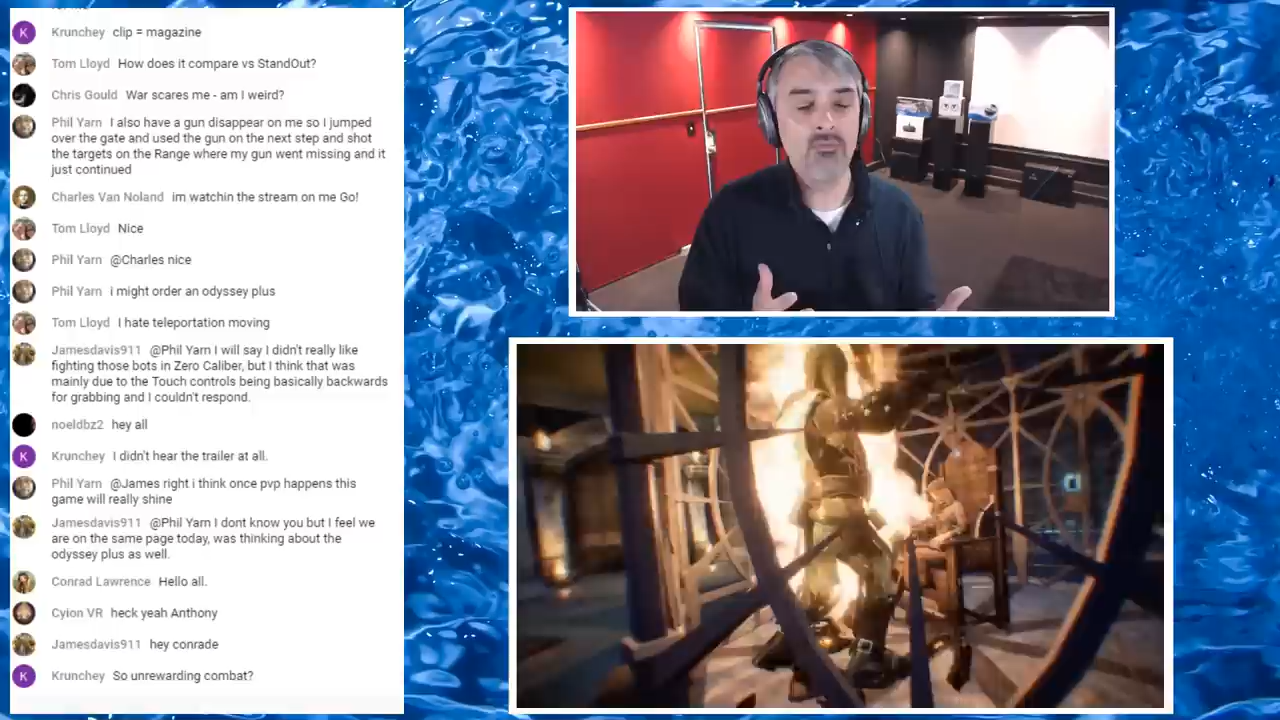 K Krunchey clip = magazine
Tom Lloyd How does it compare vs StandOut?
Chris Gould War scares me - am I weird?
Phil Yarn I also have a gun disappear on me so I jumped
over the gate and used the gun on the next step and shot
the targets on the Range where my gun went missing and it
just continued
Charles Van Noland im watchin the stream on me Go!
Tom Lloyd Nice
Phil Yarn @Charles nice
Phil Yarn i might order an odyssey plus
Tom Lloyd I hate teleportation moving
Jamesdavis911 @Phil Yarn I will say I didn't really like
fighting those bots in Zero Caliber, but I think that was
mainly due to the Touch controls being basically backwards
for grabbing and I couldn't respond.
noeldbz2 hey all
K Krunchey I didn't hear the trailer at all.
Phil Yarn @James right i think once pvp happens this
game will really shine
Jamesdavis911 @Phil Yarn I dont know you but I feel we
are on the same page today, was thinking about the
odyssey plus as well.
Conrad Lawrence Hello all.
Cyion VR heck yeah Anthony
Jamesdavis911 hey conrade
K Krunchey So unrewarding combat?